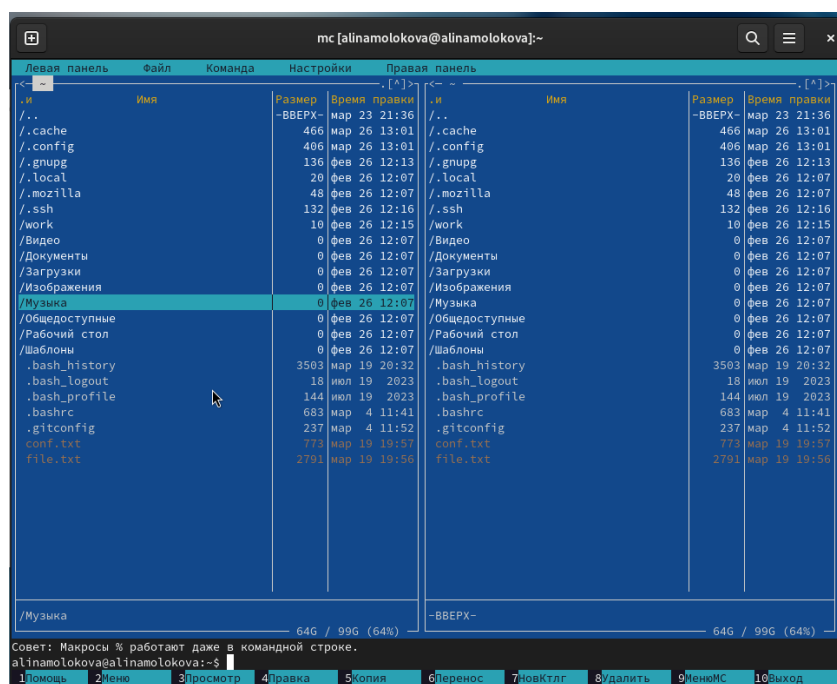 mc [alinamolokova@alinamolokova]:~
Левая панель Файл Команда Настройки Правая панель
<— ~ .[^]> <— ~ .[^]>
.и Имя Размер Время правки .и Имя Размер Время правки
/.. -ВВЕРХ- мар 23 21:36 /.. -ВВЕРХ- мар 23 21:36
/.cache 466 мар 26 13:01 /.cache 466 мар 26 13:01
/.config 406 мар 26 13:01 /.config 406 мар 26 13:01
/.gnupg 136 фев 26 12:13 /.gnupg 136 фев 26 12:13
/.local 20 фев 26 12:07 /.local 20 фев 26 12:07
/.mozilla 48 фев 26 12:07 /.mozilla 48 фев 26 12:07
/.ssh 132 фев 26 12:16 /.ssh 132 фев 26 12:16
/work 10 фев 26 12:15 /work 10 фев 26 12:15
/Видео 0 фев 26 12:07 /Видео 0 фев 26 12:07
/Документы 0 фев 26 12:07 /Документы 0 фев 26 12:07
/Загрузки 0 фев 26 12:07 /Загрузки 0 фев 26 12:07
/Изображения 0 фев 26 12:07 /Изображения 0 фев 26 12:07
/Музыка 0 фев 26 12:07 /Музыка 0 фев 26 12:07
/Общедоступные 0 фев 26 12:07 /Общедоступные 0 фев 26 12:07
/Рабочий стол 0 фев 26 12:07 /Рабочий стол 0 фев 26 12:07
/Шаблоны 0 фев 26 12:07 /Шаблоны 0 фев 26 12:07
.bash_history 3503 мар 19 20:32 .bash_history 3503 мар 19 20:32
.bash_logout 18 июл 19 2023 .bash_logout 18 июл 19 2023
.bash_profile 144 июл 19 2023 .bash_profile 144 июл 19 2023
.bashrc 683 мар 4 11:41 .bashrc 683 мар 4 11:41
.gitconfig 237 мар 4 11:52 .gitconfig 237 мар 4 11:52
conf.txt 773 мар 19 19:57 conf.txt 773 мар 19 19:57
file.txt 2791 мар 19 19:56 file.txt 2791 мар 19 19:56
/Музыка -ВВЕРХ-
64G / 99G (64%) 64G / 99G (64%)
Совет: Макросы % работают даже в командной строке.
alinamolokova@alinamolokova:~$
1Помощь 2Меню 3Просмотр 4Правка 5Копия 6Перенос 7НовКтлг 8Удалить 9МенюMC 10Выход